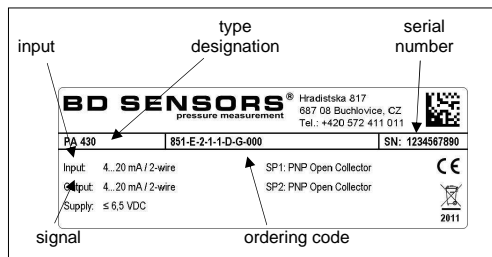 type
designation
serial
number
input
BD SENSORS®
pressure measurement
Hradistska 817
687 08 Buchlovice, CZ
Tel.: +420 572 411 011
PA 430 851-E-2-1-1-D-G-000 SN: 1234567890
Input: 4...20 mA / 2-wire SP1: PNP Open Collector
Output: 4...20 mA / 2-wire SP2: PNP Open Collector
Supply: ≤ 6,5 VDC
CE
2011
signal
ordering code